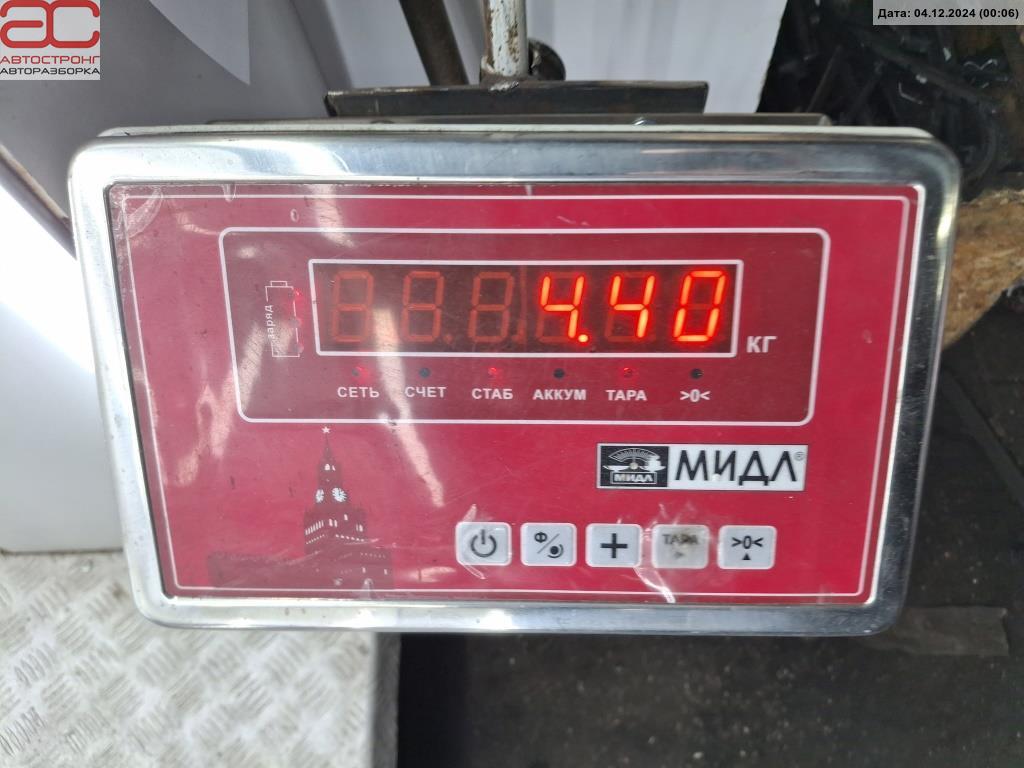 Дата: 04.12.2024 (00:06)
АС
АВТОСТРОНГ
АВТОРАЗБОРКА
заряд
4.40
КГ
СЕТЬ СЧЕТ СТАБ АККУМ ТАРА >0<
МИДЛ МИДЛ®
Ф + ТАРА >0<